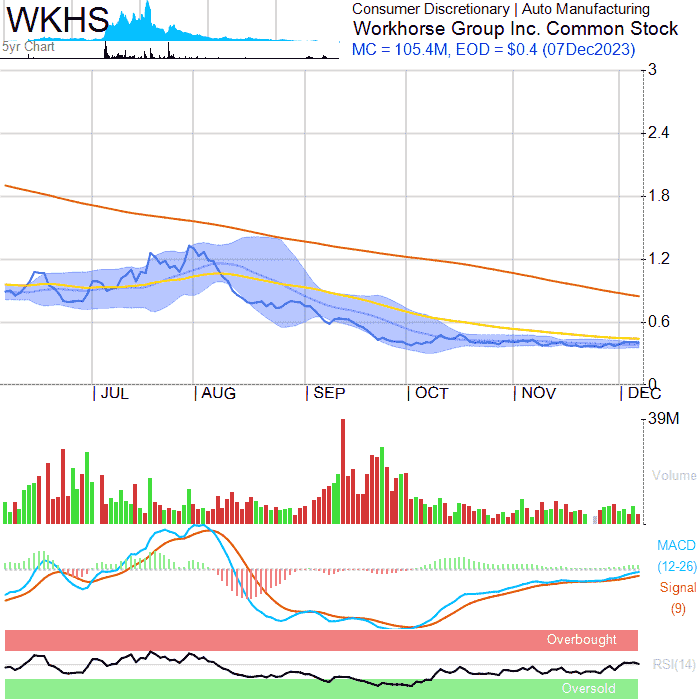 WKHS
5yr Chart
Consumer Discretionary | Auto Manufacturing
Workhorse Group Inc. Common Stock
MC = 105.4M, EOD = $0.4 (07Dec2023)
3
2.4
1.8
1.2
0.6
0
JUL AUG SEP OCT NOV DEC
39M
Volume
MACD
(12-26)
Signal
(9)
Overbought
RSI(14)
Oversold